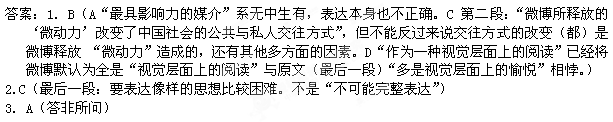 答案：1. B（A“最具影响力的媒介”系无中生有，表达本身也不正确。C 第二段：“微博所释放的
‘微动力’改变了中国社会的公共与私人交往方式”，但不能反过来说交往方式的改变（都）是
微博释放 “微动力”造成的，还有其他多方面的因素。D“作为一种视觉层面上的阅读”已经将
微博默认为全是“视觉层面上的阅读”与原文（最后一段）“多是视觉上的愉悦”相悖。）
2.C（最后一段：要表达像样的思想比较困难。不是“不可能完整表达”）
3. A（答非所问）